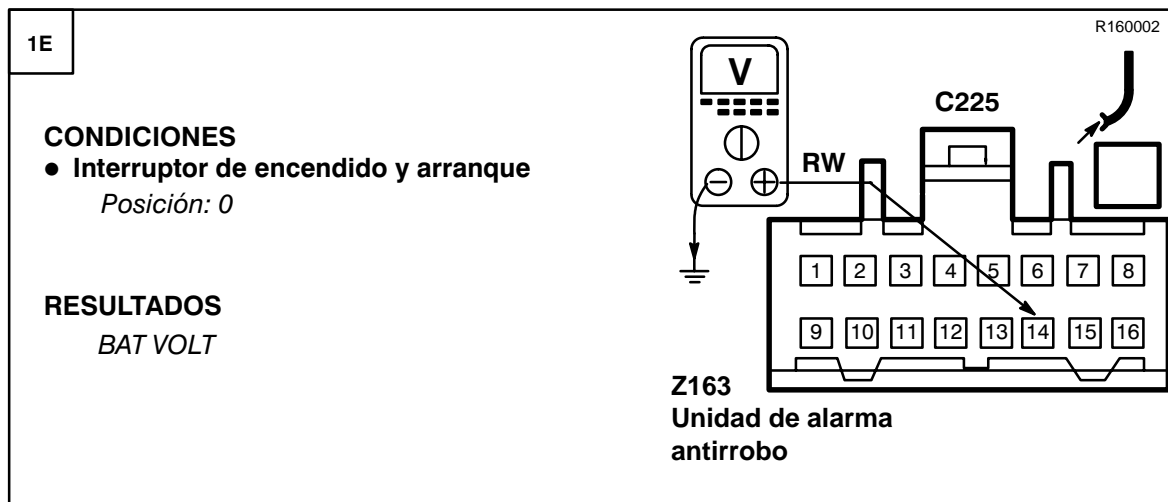 1E
R160002
CONDICIONES
● Interruptor de encendido y arranque
Posición: 0
RESULTADOS
BAT VOLT
V
C225
RW
1 2 3 4 5 6 7 8
9 10 11 12 13 14 15 16
Z163
Unidad de alarma
antirrobo